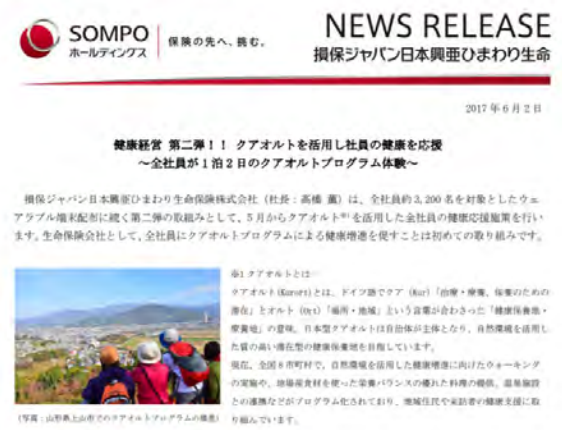 SOMPO
ホールディングス
保険の先へ、挑む。
NEWS RELEASE
損保ジャパン日本興亜ひまわり生命
2017年6月2日
健康経営 第二弾！！ クアオルトを活用し社員の健康を応援
～全社員が1泊2日のクアオルトプログラム体験～
損保ジャパン日本興亜ひまわり生命保険株式会社（社長：髙橋 薫）は、全社員約3,200名を対象としたウェ
アラブル端末配布に続く第二弾の取組みとして、5月からクアオルト※1を活用した全社員の健康応援施策を行い
ます。生命保険会社として、全社員にクアオルトプログラムによる健康増進を促すことは初めての取り組みです。
※1 クアオルトとは
クアオルト(Kurort)とは、ドイツ語でクア（Kur）「治療・療養、保養のための
滞在」とオルト（Ort）「場所・地域」という言葉が合わさった「健康保養地・
療養地」の意味。日本型クアオルトは自治体が主体となり、自然環境を活用し
た質の高い滞在型の健康保養地を目指しています。
現在、全国8市町村で、自然環境を活用した健康増進に向けたウォーキング
の実施や、地場産食材を使った栄養バランスの優れた料理の提供、温泉施設
との連携などがプログラム化されており、地域住民や来訪者の健康支援に取
り組んでいます。
（写真：山形県上山市でのクアオルトプログラムの様子）